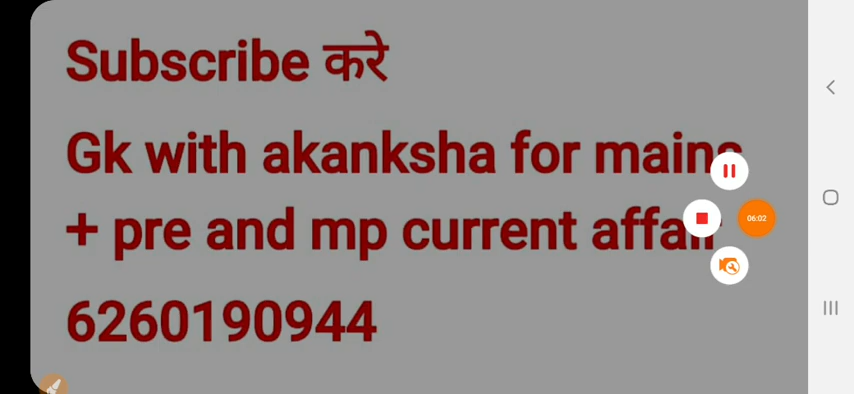 Subscribe करे
Gk with akanksha for mains
+ pre and mp current affair
6260190944
06:02